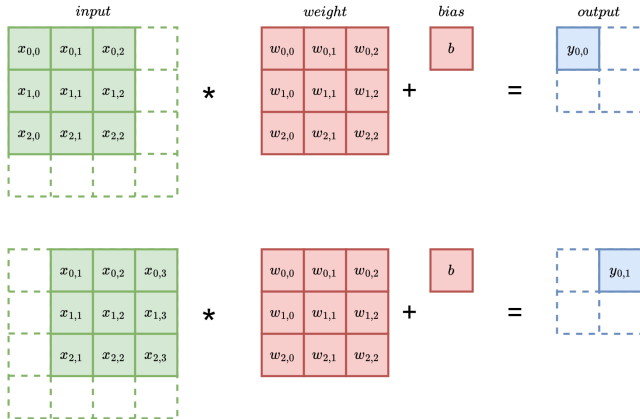 input weight bias output
x0,0 x0,1 x0,2 w0,0 w0,1 w0,2 b y0,0
x1,0 x1,1 x1,2 * w1,0 w1,1 w1,2 + =
x2,0 x2,1 x2,2 w2,0 w2,1 w2,2
x0,1 x0,2 x0,3 w0,0 w0,1 w0,2 b y0,1
x1,1 x1,2 x1,3 * w1,0 w1,1 w1,2 + =
x2,1 x2,2 x2,3 w2,0 w2,1 w2,2